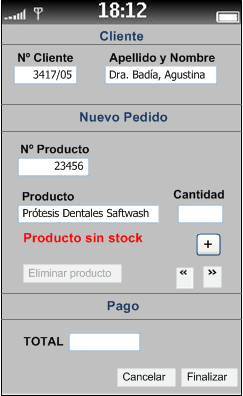 18:12
Cliente
Nº Cliente Apellido y Nombre
3417/05 Dra. Badía, Agustina
Nuevo Pedido
Nº Producto
23456
Producto Cantidad
Prótesis Dentales Saftwash
Producto sin stock
+
Eliminar producto « »
Pago
TOTAL
Cancelar Finalizar